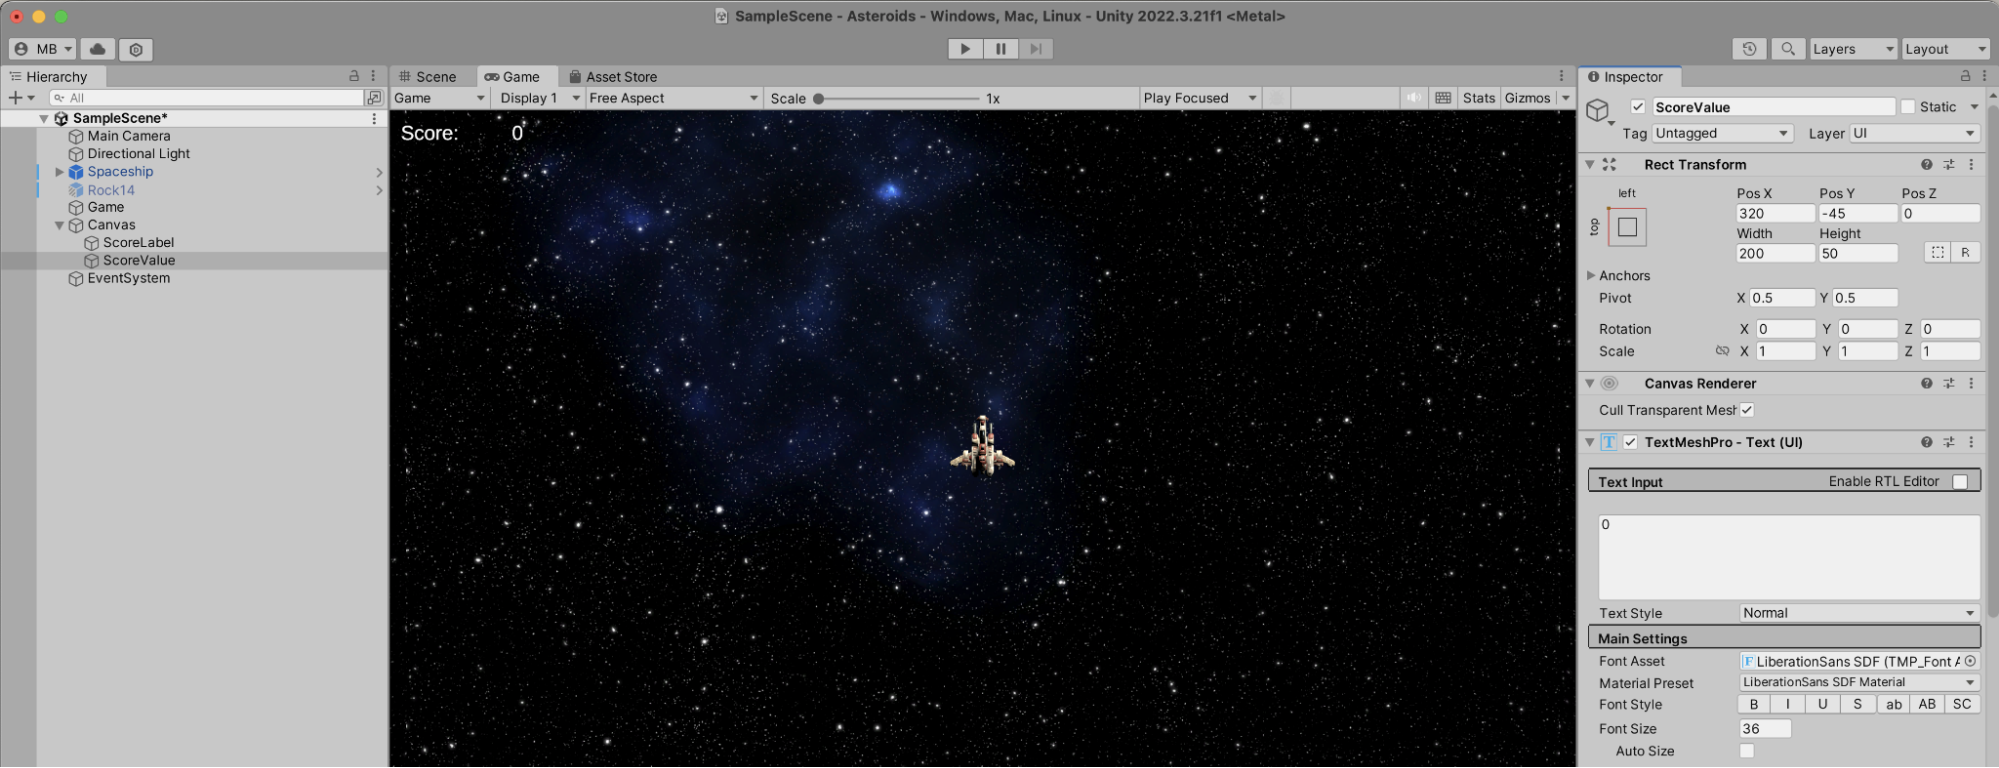 SampleScene - Asteroids - Windows, Mac, Linux - Unity 2022.3.21f1 <Metal>
MB
Layers
Layout
Hierarchy
Scene
Game
Asset Store
Inspector
All
Game
Display 1
Free Aspect
Scale
1x
Play Focused
Stats
Gizmos
SampleScene*
Main Camera
Directional Light
Spaceship
Rock14
Game
Canvas
ScoreLabel
ScoreValue
EventSystem
Score: 0
ScoreValue
Static
Tag Untagged
Layer UI
Rect Transform
left
top
Pos X Pos Y Pos Z
320 -45 0
Width Height
200 50
R
Anchors
Pivot X 0.5 Y 0.5
Rotation X 0 Y 0 Z 0
Scale X 1 Y 1 Z 1
Canvas Renderer
Cull Transparent Mesh
T TextMeshPro - Text (UI)
Text Input
Enable RTL Editor
0
Text Style Normal
Main Settings
Font Asset F LiberationSans SDF (TMP_Font A
Material Preset LiberationSans SDF Material
Font Style B I U S ab AB SC
Font Size 36
Auto Size